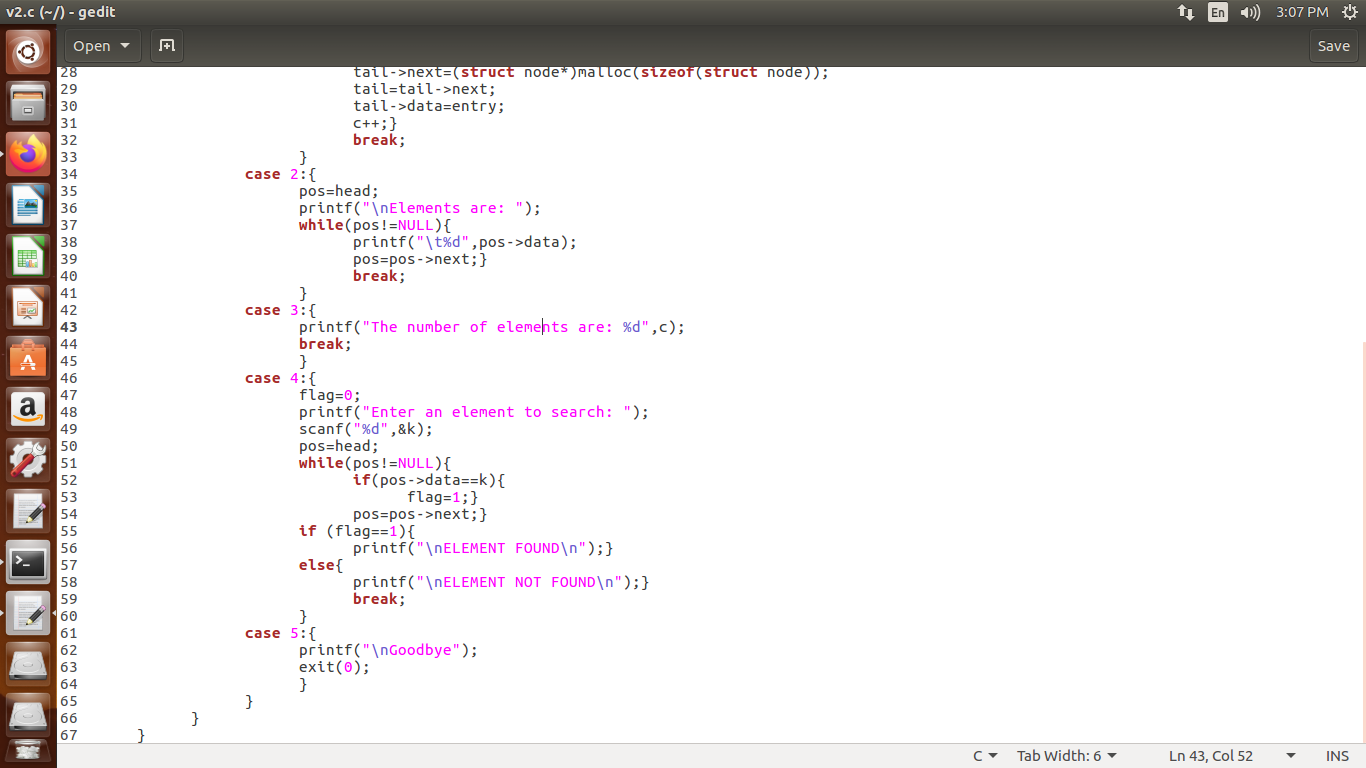 v2.c (~/) - gedit
En
3:07 PM
Open
Save
28 tail->next=(struct node*)malloc(sizeof(struct node));
29 tail=tail->next;
30 tail->data=entry;
31 c++;}
32 break;
33 }
34 case 2:{
35 pos=head;
36 printf("\nElements are: ");
37 while(pos!=NULL){
38 printf("\t%d",pos->data);
39 pos=pos->next;}
40 break;
41 }
42 case 3:{
43 printf("The number of elements are: %d",c);
44 break;
45 }
46 case 4:{
47 flag=0;
48 printf("Enter an element to search: ");
49 scanf("%d",&k);
50 pos=head;
51 while(pos!=NULL){
52 if(pos->data==k){
53 flag=1;}
54 pos=pos->next;}
55 if (flag==1){
56 printf("\nELEMENT FOUND\n");}
57 else{
58 printf("\nELEMENT NOT FOUND\n");}
59 break;
60 }
61 case 5:{
62 printf("\nGoodbye");
63 exit(0);
64 }
65 }
66 }
67 }
C
Tab Width: 6
Ln 43, Col 52
INS